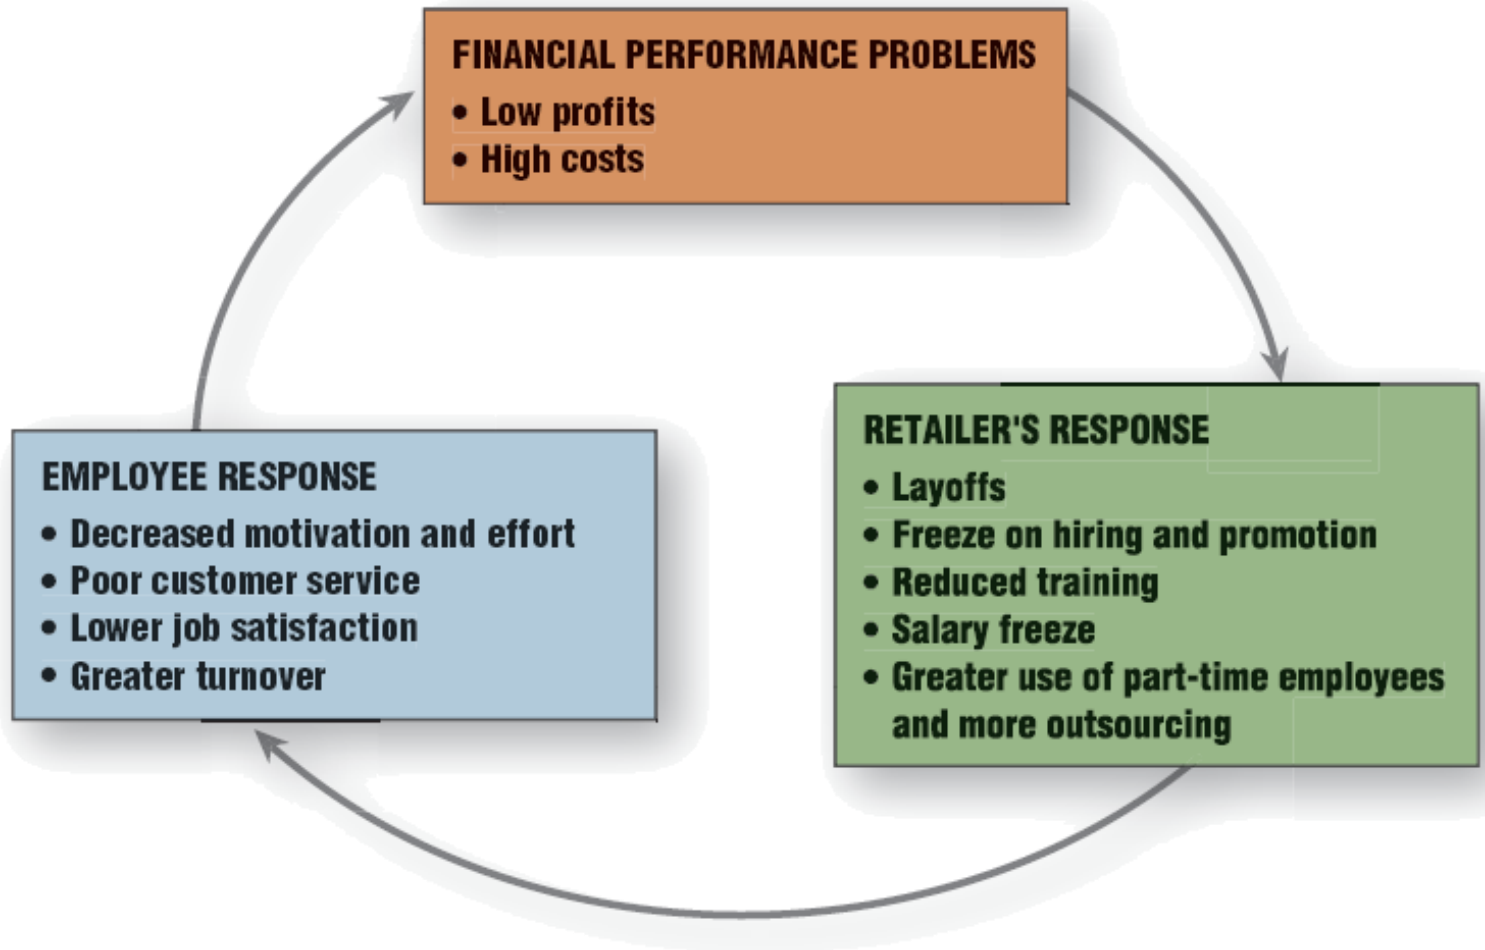 FINANCIAL PERFORMANCE PROBLEMS
• Low profits
• High costs
RETAILER'S RESPONSE
• Layoffs
• Freeze on hiring and promotion
• Reduced training
• Salary freeze
• Greater use of part-time employees
and more outsourcing
EMPLOYEE RESPONSE
• Decreased motivation and effort
• Poor customer service
• Lower job satisfaction
• Greater turnover